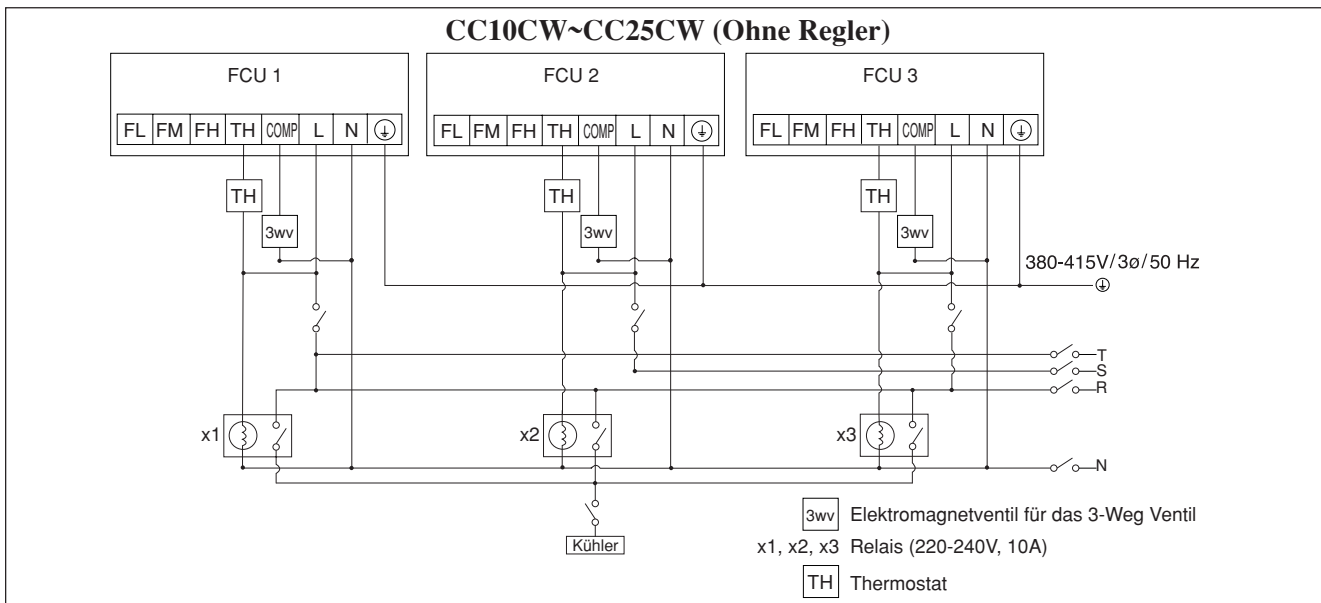 CC10CW~CC25CW (Ohne Regler)
FCU 1 FCU 2 FCU 3
FL FM FH TH COMP L N FL FM FH TH COMP L N FL FM FH TH COMP L N
TH TH TH
3wv 3wv 3wv
380-415V/3ø/50 Hz
T
S
R
x1 x2 x3
N
3wv Elektromagnetventil für das 3-Weg Ventil
Kühler
x1, x2, x3 Relais (220-240V, 10A)
TH Thermostat